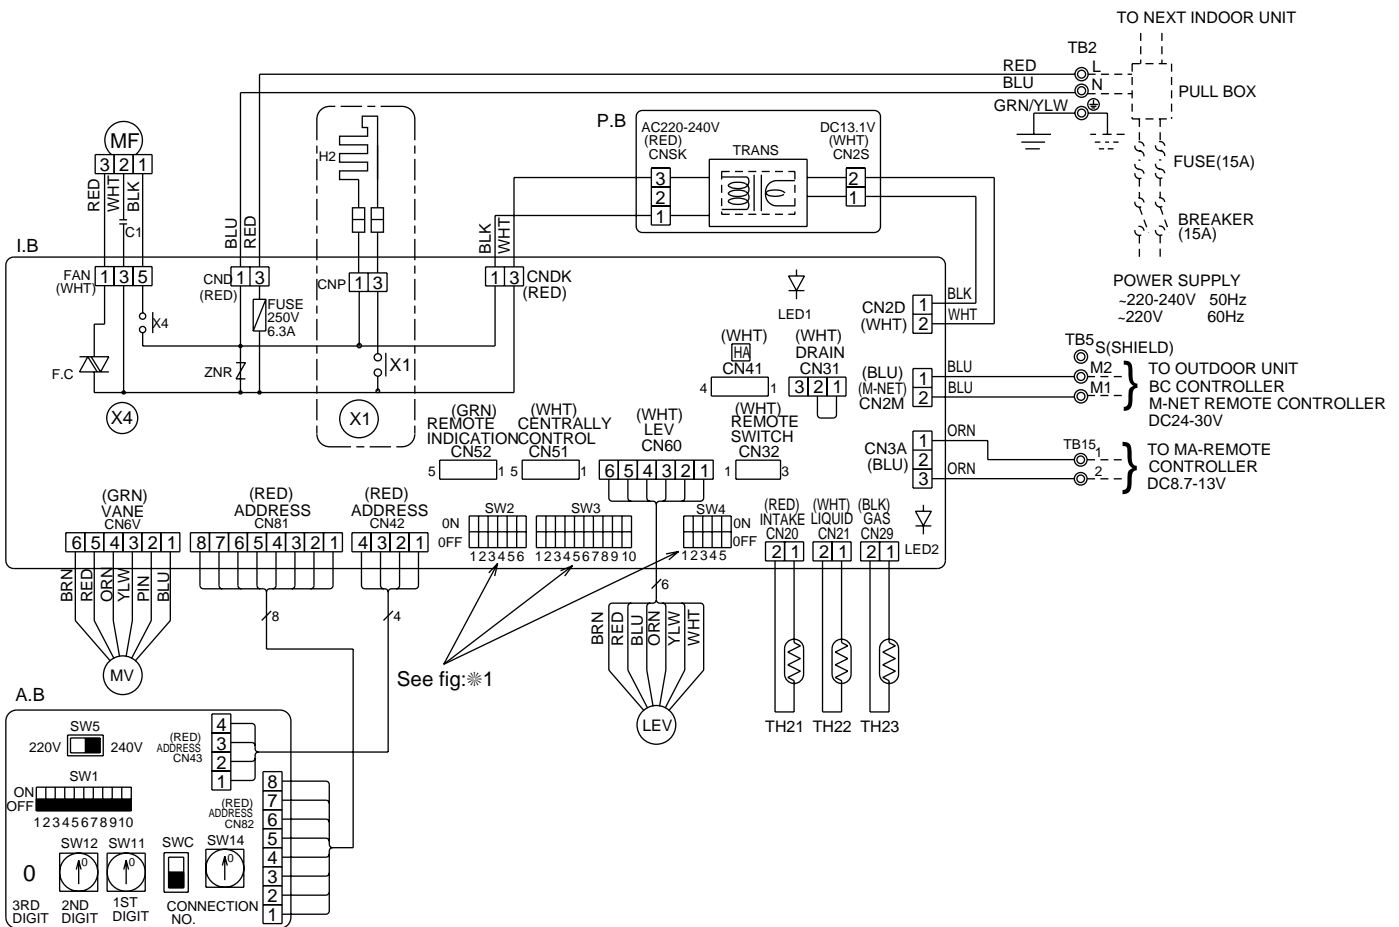 TO NEXT INDOOR UNIT
TB2
RED
L
BLU
N
GRN/YLW
PULL BOX
FUSE(15A)
BREAKER
(15A)
POWER SUPPLY
~220-240V 50Hz
~220V 60Hz
P.B
AC220-240V
(RED)
CNSK
TRANS
DC13.1V
(WHT)
CN2S
3
2
1
2
1
MF
3 2 1
RED
WHT
BLK
C1
H2
BLU
RED
BLK
WHT
I.B
FAN
(WHT)
1 3 5
CND
(RED)
1 3
CNP
1 3
1 3
CNDK
(RED)
X4
FUSE
250V
6.3A
F.C
ZNR
X1
X4
X1
LED1
CN2D
(WHT)
1
2
BLK
WHT
(WHT)
HA
CN41
4 1
(WHT)
DRAIN
CN31
3 2 1
(BLU)
(M-NET)
CN2M
1
2
BLU
BLU
TB5
S(SHIELD)
M2
M1
TO OUTDOOR UNIT
BC CONTROLLER
M-NET REMOTE CONTROLLER
DC24-30V
(GRN)
REMOTE
INDICATION
CN52
5 1
(WHT)
CENTRALLY
CONTROL
CN51
5 1
(WHT)
LEV
CN60
6 5 4 3 2 1
(WHT)
REMOTE
SWITCH
CN32
1 3
CN3A
(BLU)
1
2
3
ORN
ORN
TB15
1
2
TO MA-REMOTE
CONTROLLER
DC8.7-13V
(GRN)
VANE
CN6V
6 5 4 3 2 1
(RED)
ADDRESS
CN81
8 7 6 5 4 3 2 1
(RED)
ADDRESS
CN42
4 3 2 1
SW2
0N
0FF
123456
SW3
12345678910
SW4
0N
0FF
12345
(RED)
INTAKE
CN20
2 1
(WHT)
LIQUID
CN21
2 1
(BLK)
GAS
CN29
2 1
LED2
BRN
RED
ORN
YLW
PIN
BLU
MV
8
4
6
BRN
RED
BLU
ORN
YLW
WHT
LEV
See fig:※1
TH21
TH22
TH23
A.B
SW5
220V 240V
(RED)
ADDRESS
CN43
4
3
2
1
SW1
ON
OFF
12345678910
(RED)
ADDRESS
CN82
8
7
6
5
4
3
2
1
SW12
0
SW11
0
SWC
SW14
0
0
3RD
DIGIT
2ND
DIGIT
1ST
DIGIT
CONNECTION
NO.